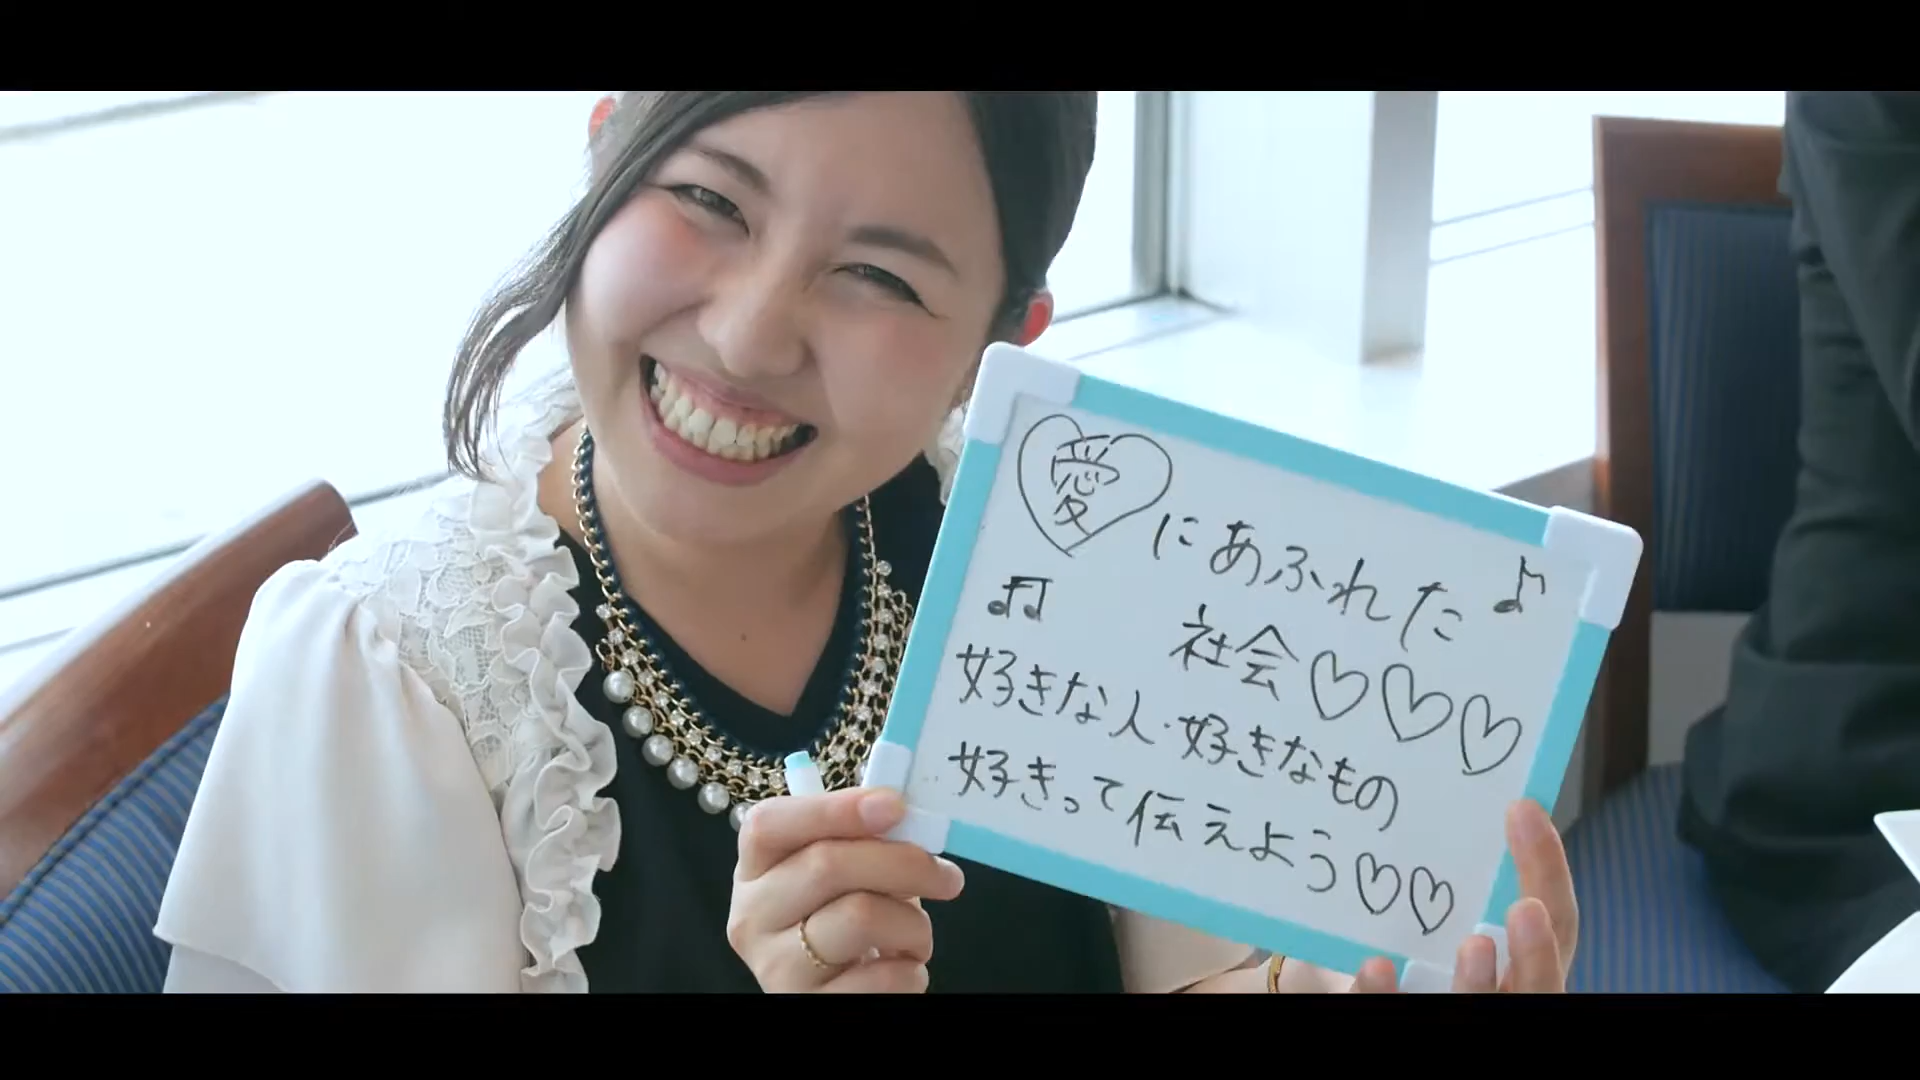 愛にあふれた♪
♫ 社会♡♡♡
好きな人・好きなもの
好きって伝えよう♡♡